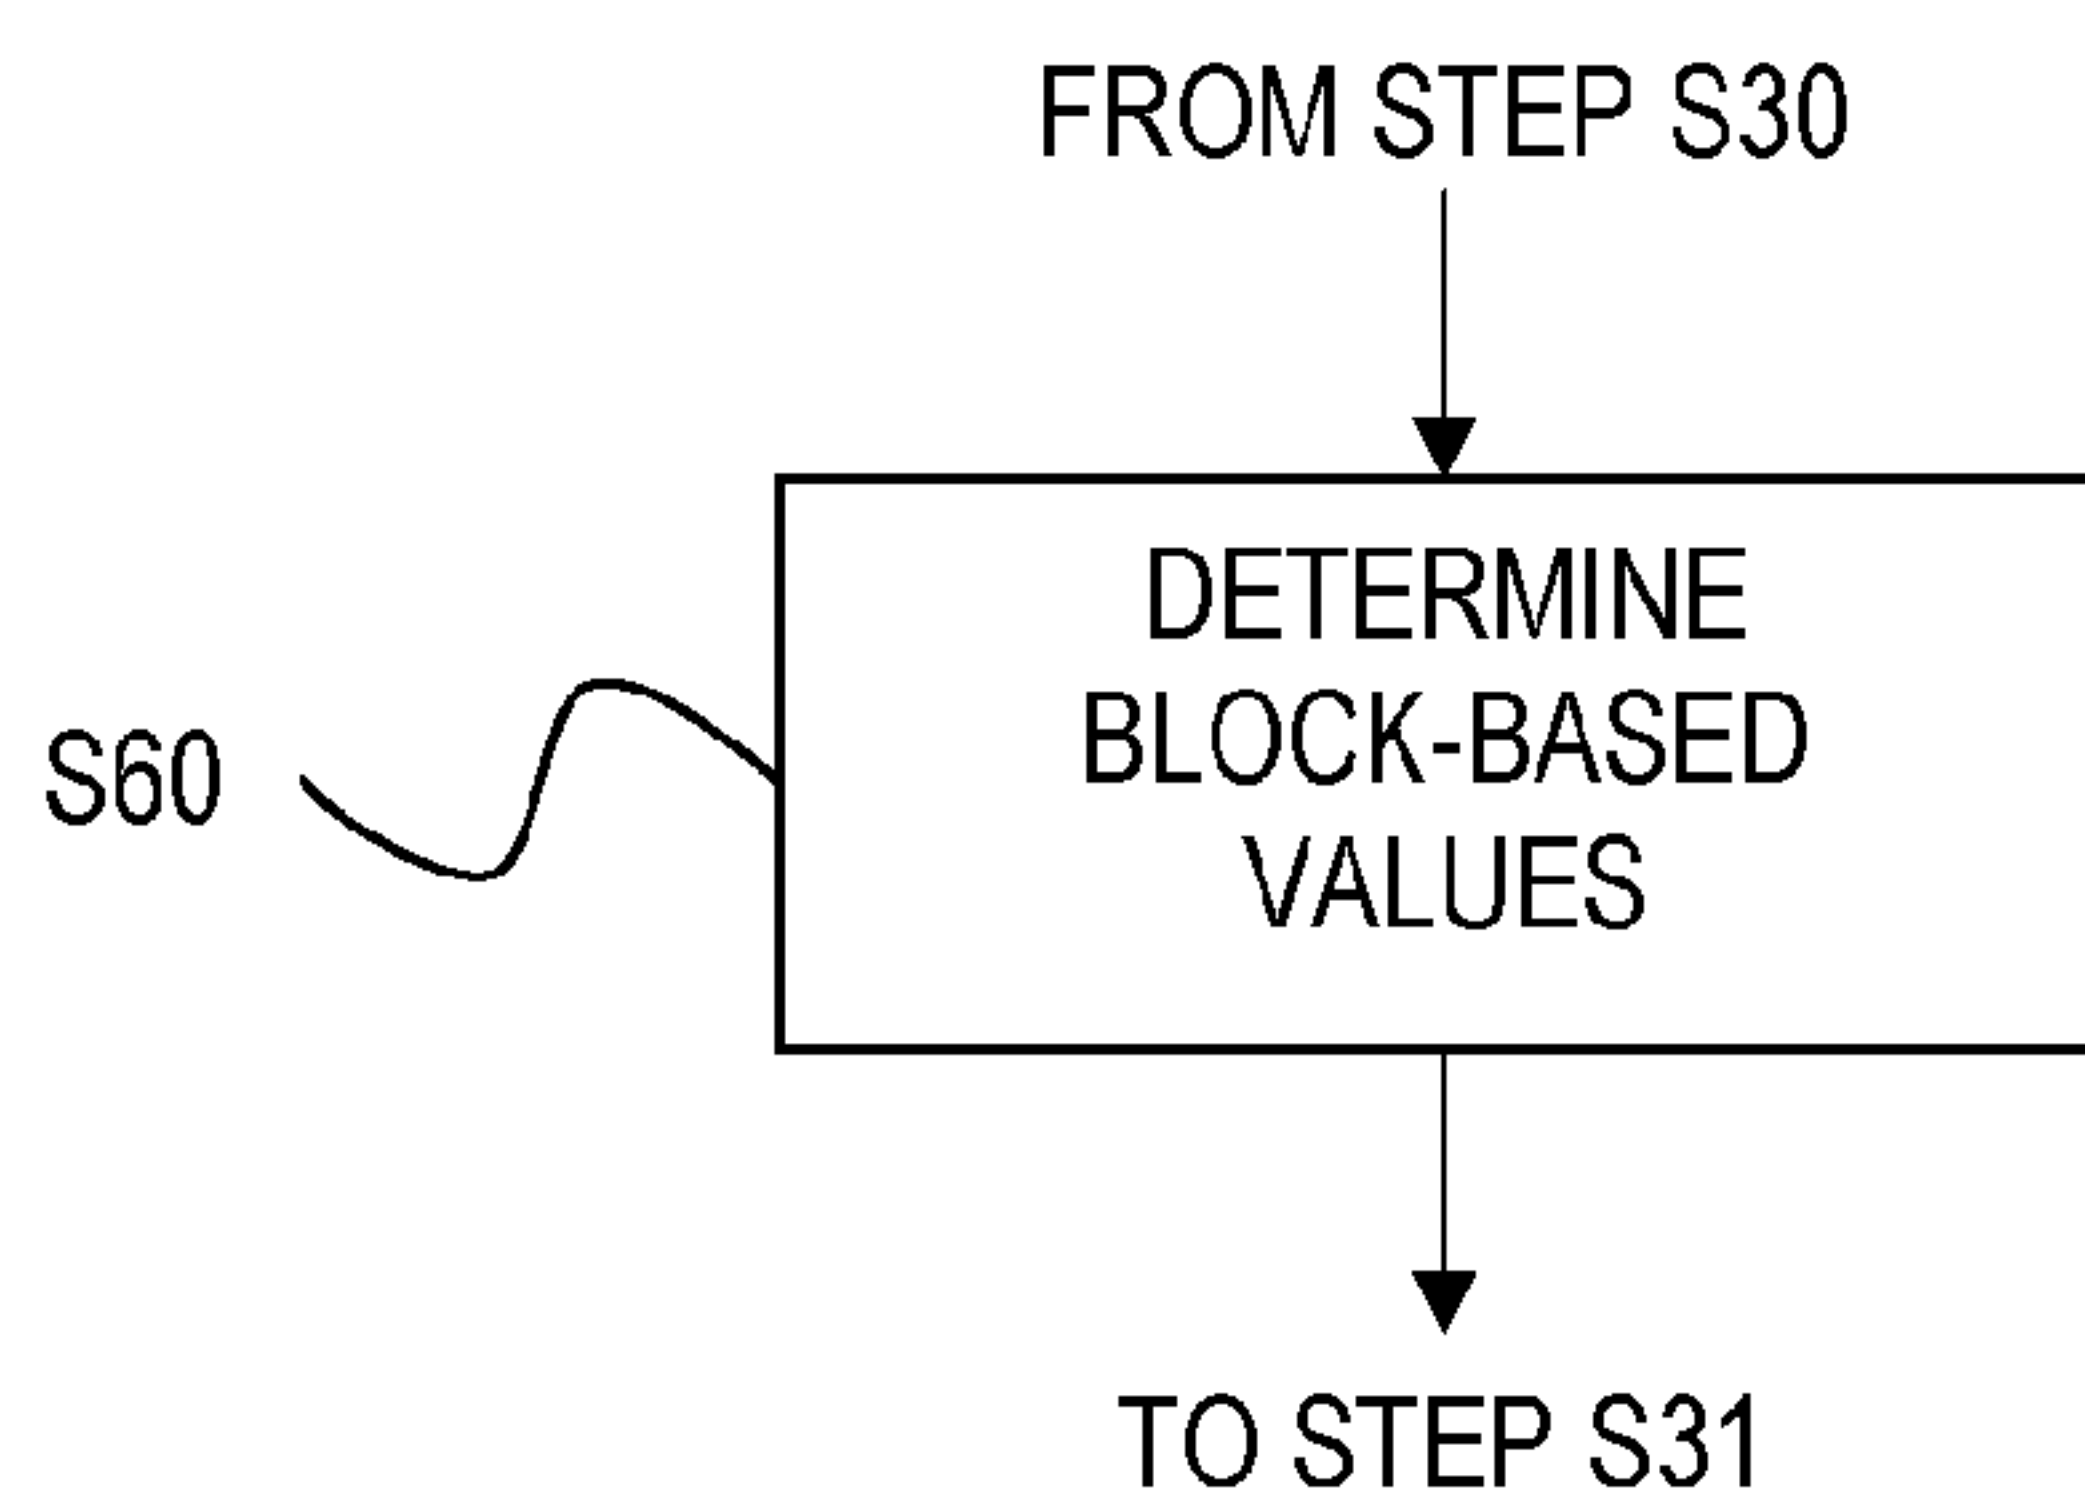 FROM STEP S30
DETERMINE
BLOCK-BASED
VALUES
S60
TO STEP S31